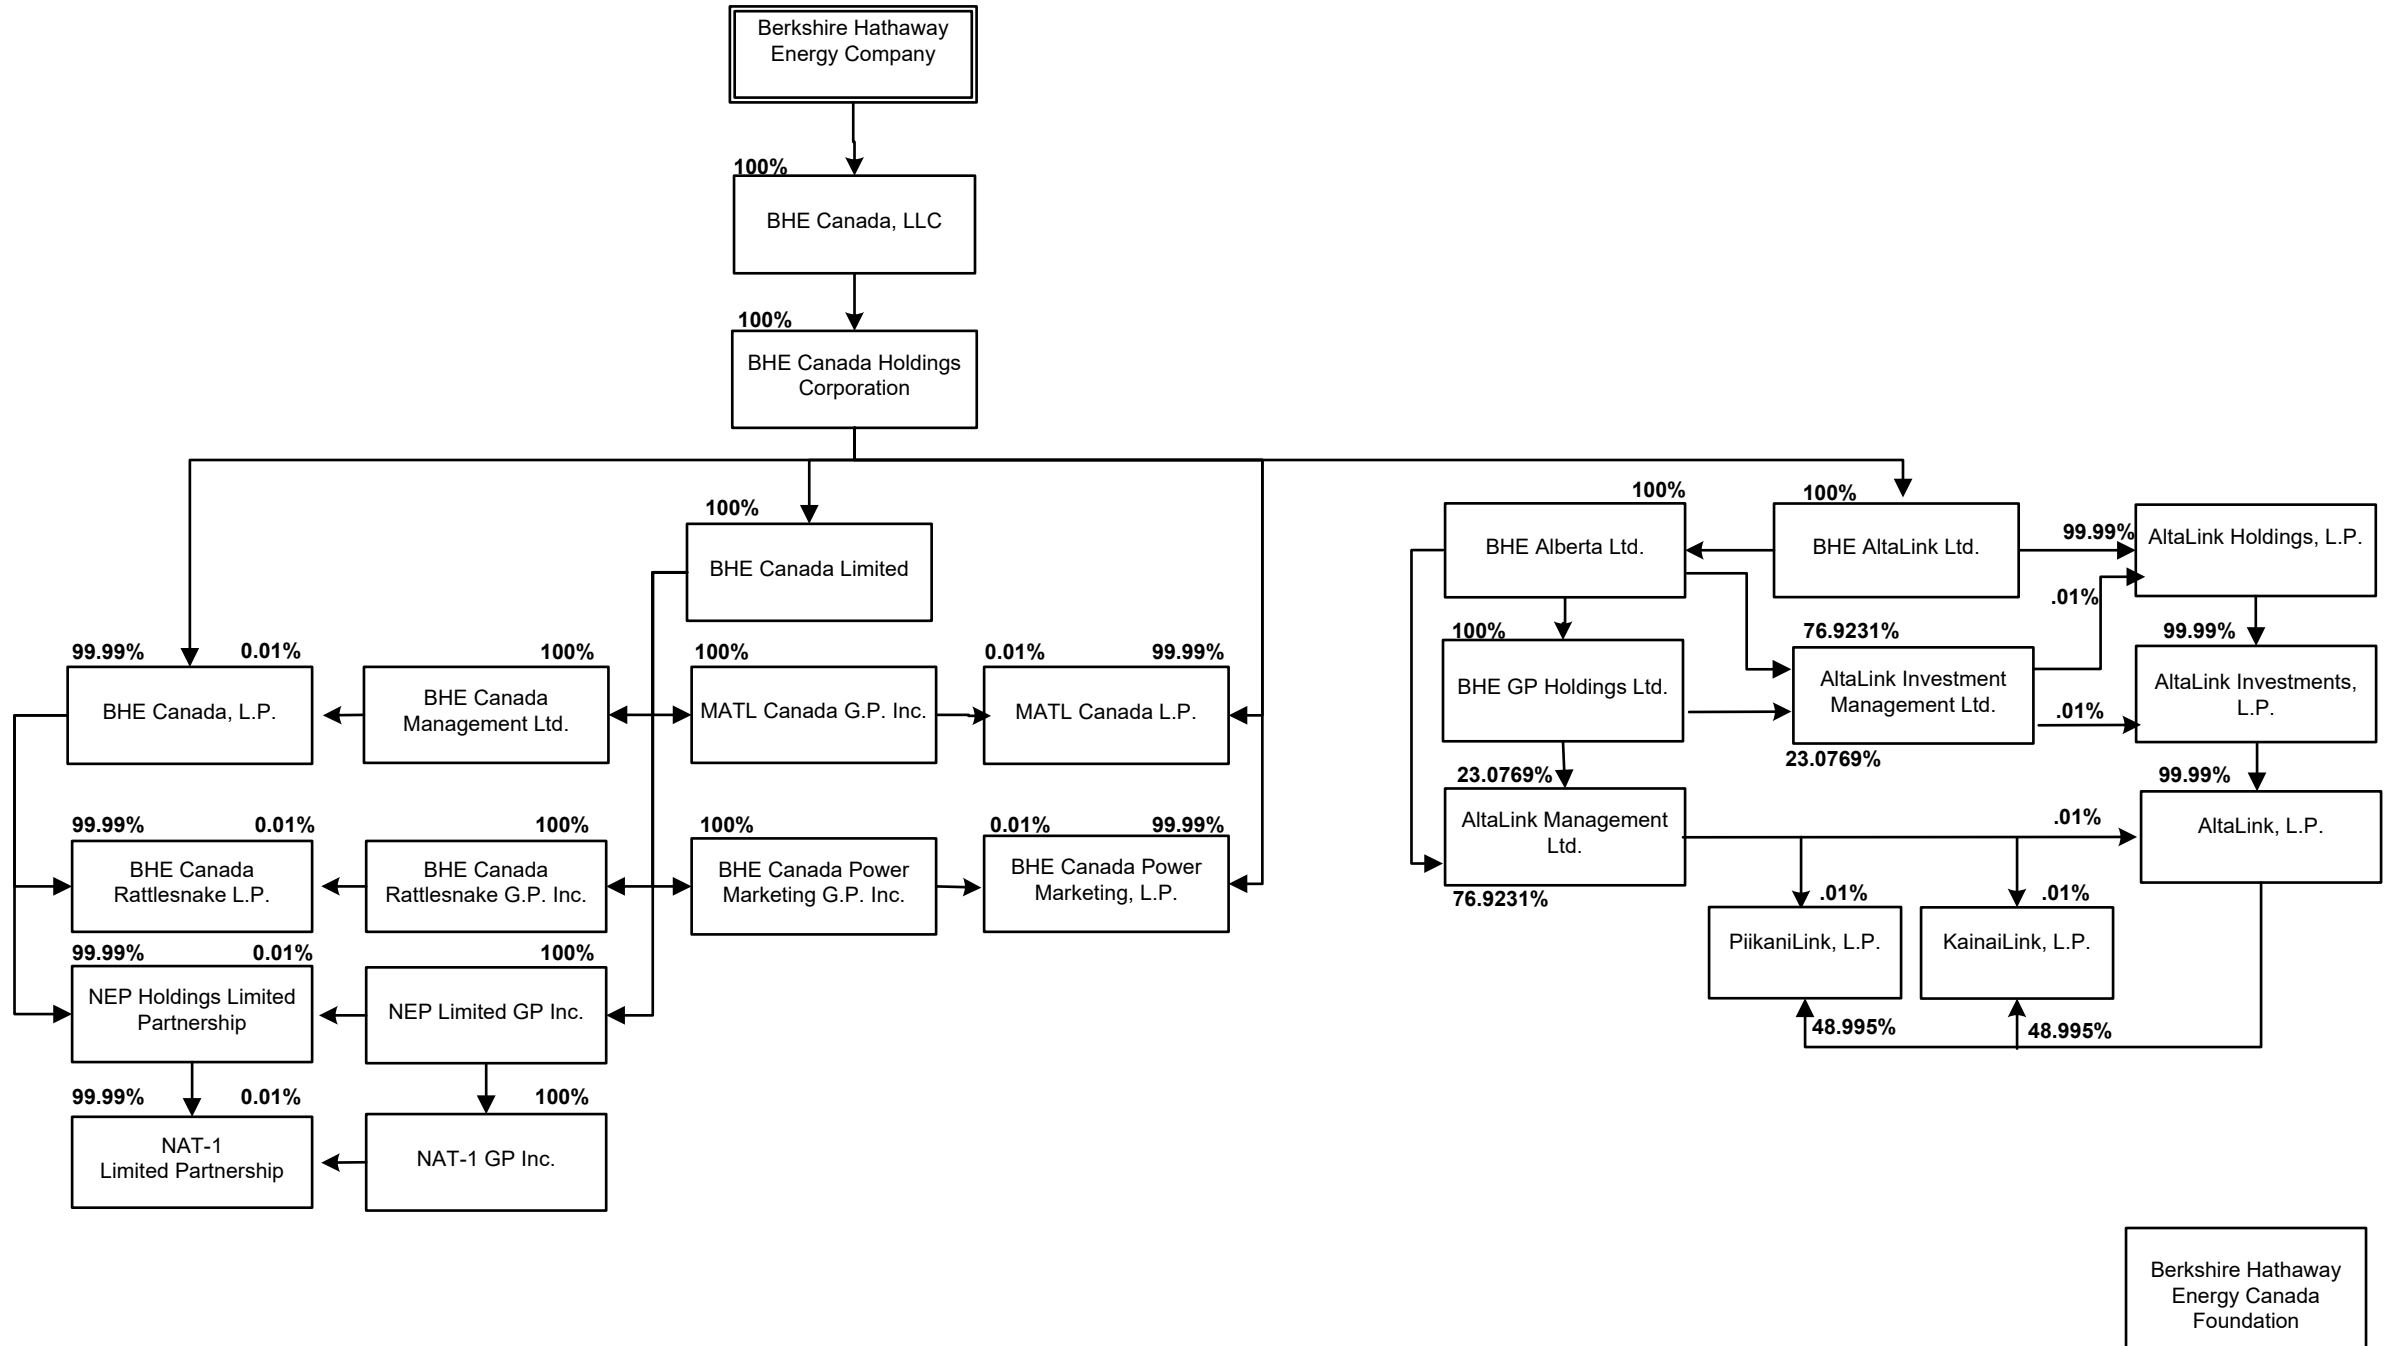 Berkshire Hathaway
Energy Company
100%
BHE Canada, LLC
100%
BHE Canada Holdings
Corporation
100%
BHE Canada Limited
99.99%
0.01%
BHE Canada, L.P.
100%
BHE Canada
Management Ltd.
100%
MATL Canada G.P. Inc.
0.01%
99.99%
MATL Canada L.P.
99.99%
0.01%
BHE Canada
Rattlesnake L.P.
100%
BHE Canada
Rattlesnake G.P. Inc.
100%
BHE Canada Power
Marketing G.P. Inc.
0.01%
99.99%
BHE Canada Power
Marketing, L.P.
99.99%
0.01%
NEP Holdings Limited
Partnership
100%
NEP Limited GP Inc.
99.99%
0.01%
NAT-1
Limited Partnership
100%
NAT-1 GP Inc.
100%
BHE Alberta Ltd.
100%
BHE AltaLink Ltd.
99.99%
AltaLink Holdings, L.P.
.01%
100%
BHE GP Holdings Ltd.
76.9231%
AltaLink Investment
Management Ltd.
23.0769%
99.99%
AltaLink Investments,
L.P.
.01%
23.0769%
AltaLink Management
Ltd.
76.9231%
.01%
99.99%
AltaLink, L.P.
.01%
PiikaniLink, L.P.
48.995%
.01%
KainaiLink, L.P.
48.995%
Berkshire Hathaway
Energy Canada
Foundation